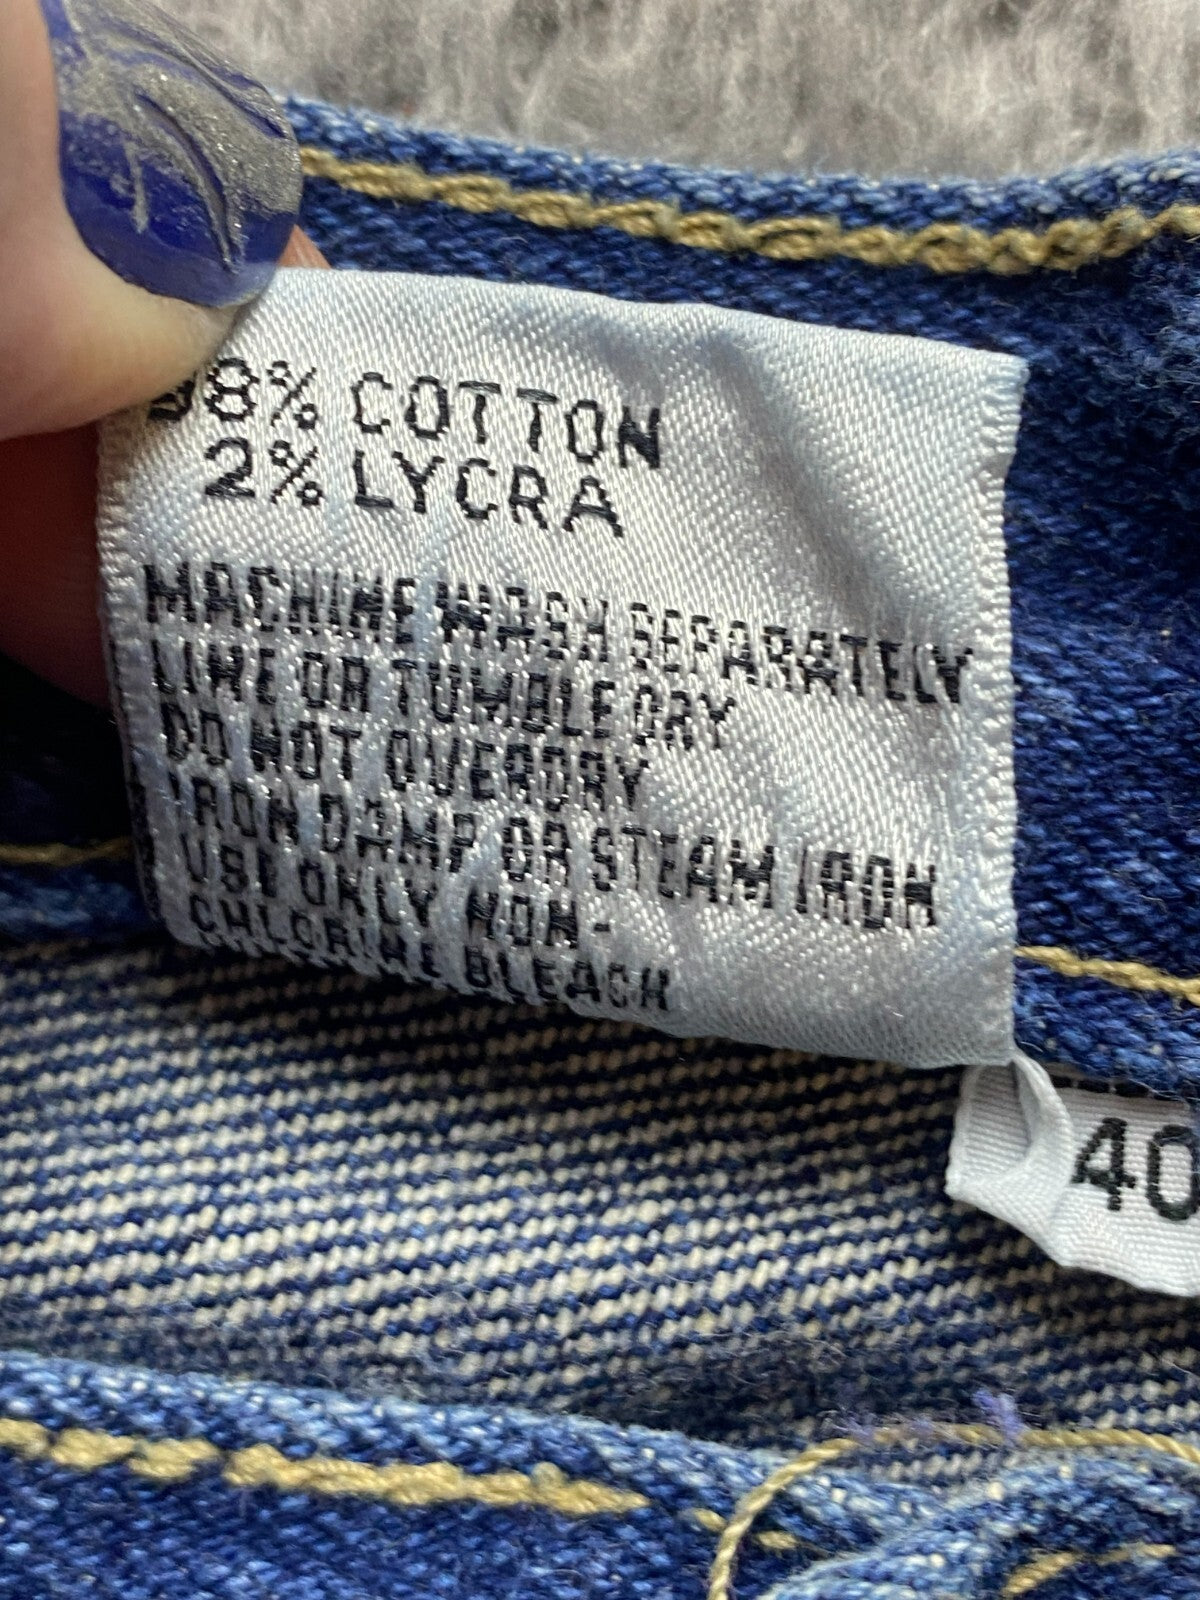 98% COTTON
2% LYCRA
MACHINE WASH SEPARATELY
LINE OR TUMBLE DRY
DO NOT OVERDRY
IRON DAMP OR STEAM IRON
USE ONLY NON-
CHLORINE BLEACH
40